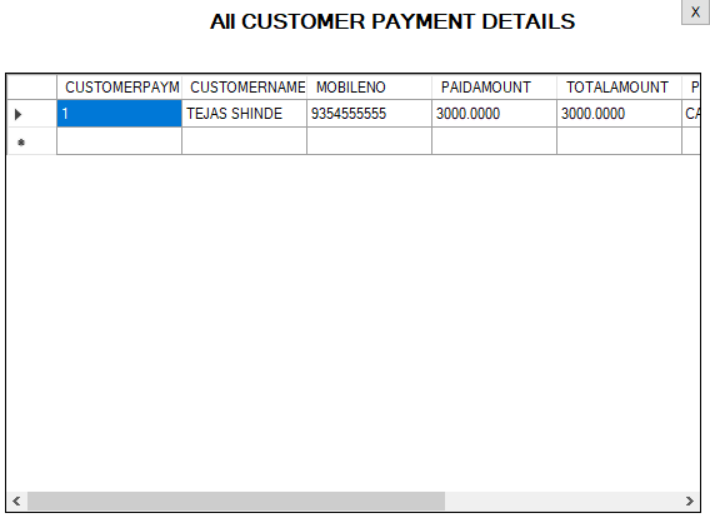 All CUSTOMER PAYMENT DETAILS X
CUSTOMERPAYM CUSTOMERNAME MOBILENO PAIDAMOUNT TOTALAMOUNT P
1 TEJAS SHINDE 9354555555 3000.0000 3000.0000 CA